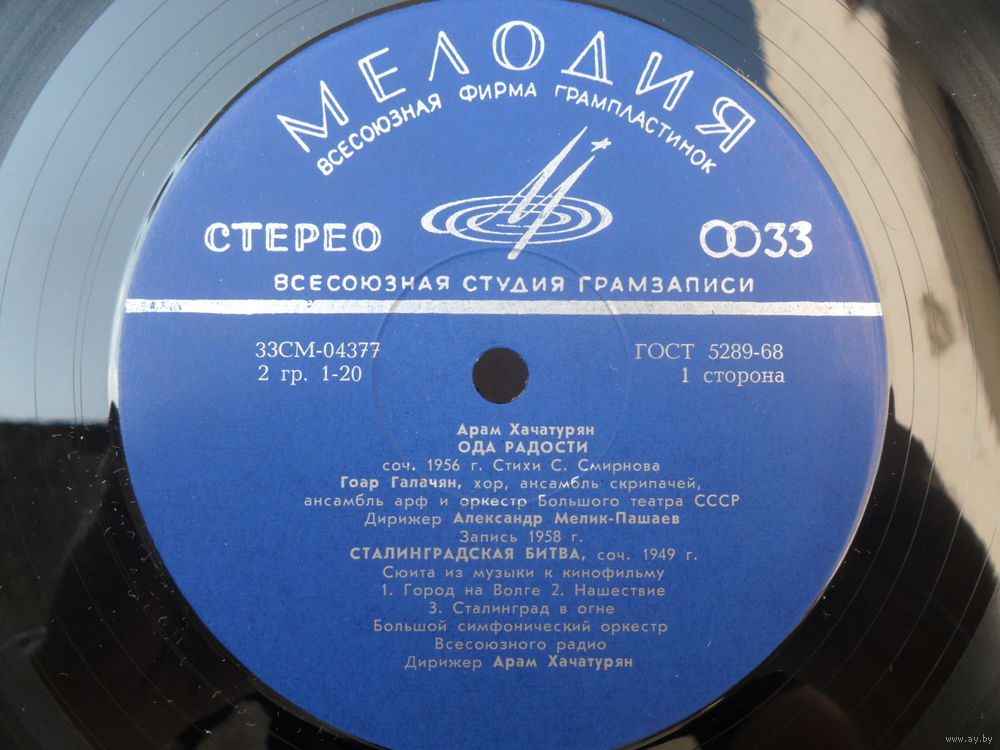 МЕЛОДИЯ
ВСЕСОЮЗНАЯ ФИРМА ГРАМПЛАСТИНОК
СТЕРЕО
33
ВСЕСОЮЗНАЯ СТУДИЯ ГРАМЗАПИСИ
33СМ-04377
ГОСТ 5289-68
2 гр. 1-20
1 сторона
Арам Хачатурян
ОДА РАДОСТИ
соч. 1956 г. Стихи С. Смирнова
Гоар Галачян, хор, ансамбль скрипачей,
ансамбль арф и оркестр Большого театра СССР
Дирижер Александр Мелик-Пашаев
Запись 1958 г.
СТАЛИНГРАДСКАЯ БИТВА, соч. 1949 г.
Сюита из музыки к кинофильму
1. Город на Волге 2. Нашествие
3. Сталинград в огне
Большой симфонический оркестр
Всесоюзного радио
Дирижер Арам Хачатурян
www.ay.by